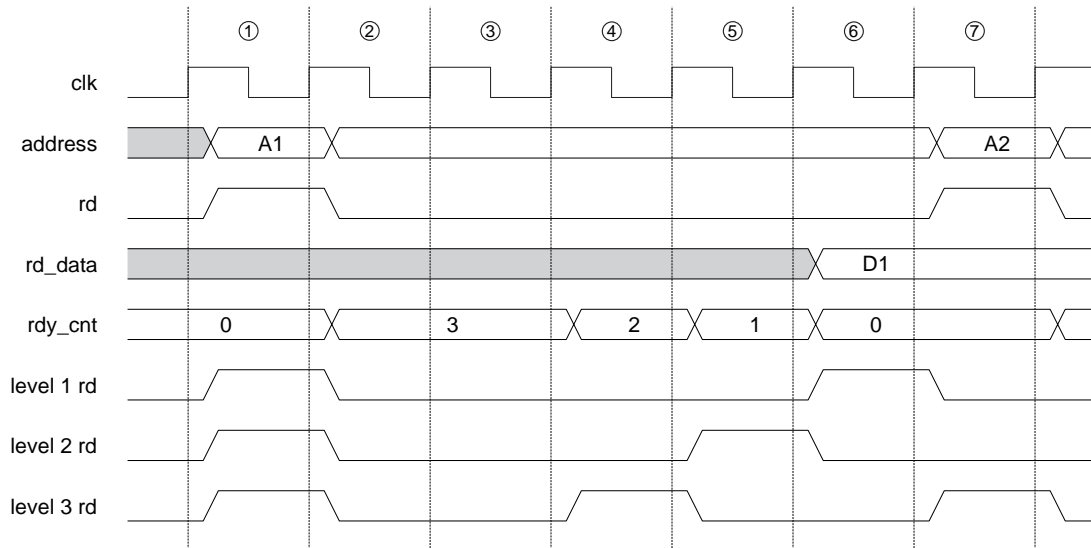 ① ② ③ ④ ⑤ ⑥ ⑦
clk
address A1 A2
rd
rd_data D1
rdy_cnt 0 3 2 1 0
level 1 rd
level 2 rd
level 3 rd